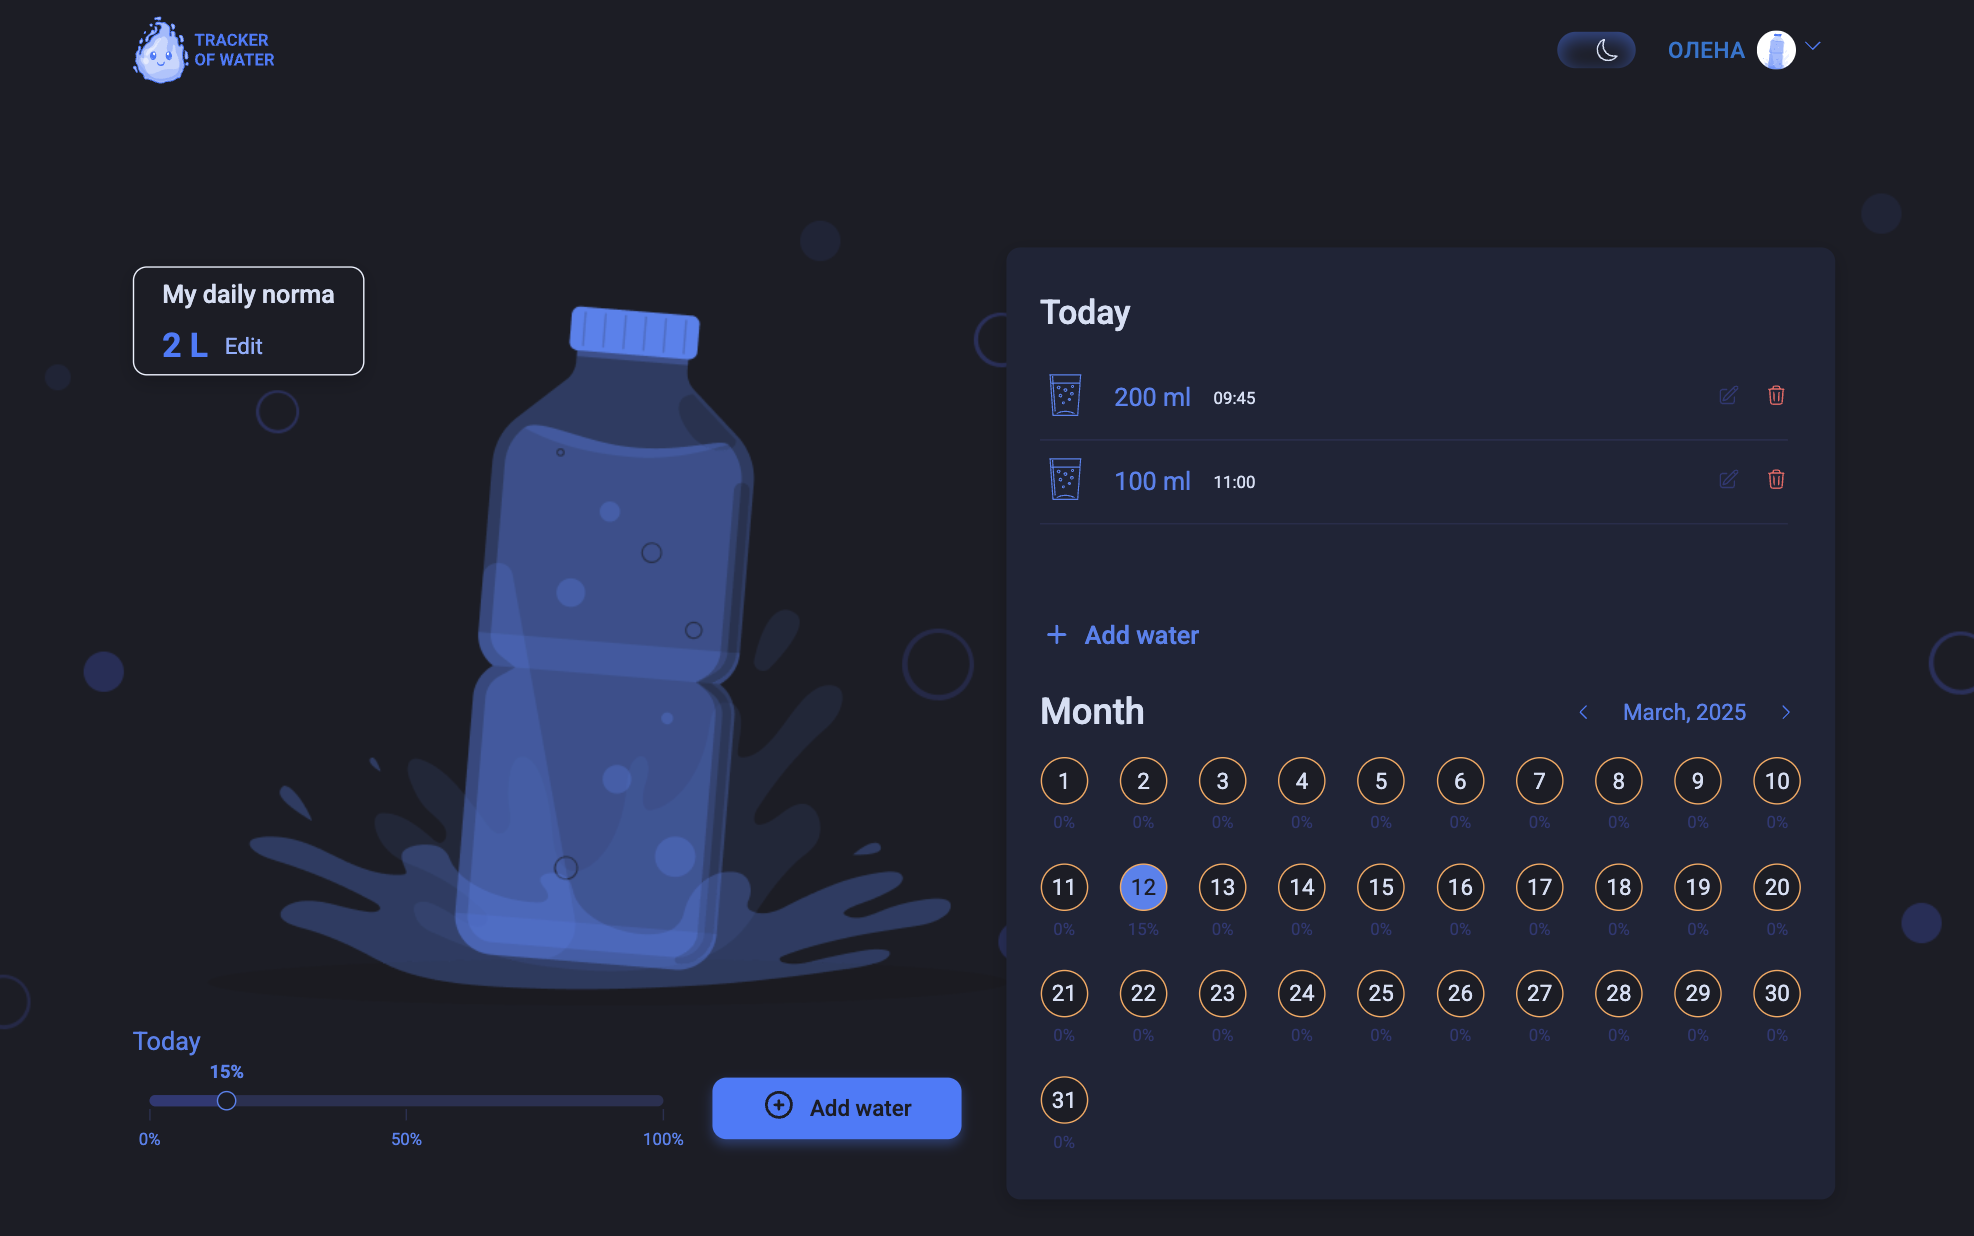 TRACKER
OF WATER
ОЛЕНА
My daily norma
2 L Edit
Today
200 ml 09:45
100 ml 11:00
+ Add water
Month
March, 2025
1 2 3 4 5 6 7 8 9 10
0% 0% 0% 0% 0% 0% 0% 0% 0% 0%
11 12 13 14 15 16 17 18 19 20
0% 15% 0% 0% 0% 0% 0% 0% 0% 0%
21 22 23 24 25 26 27 28 29 30
0% 0% 0% 0% 0% 0% 0% 0% 0% 0%
31
0%
Today
15%
0% 50% 100%
Add water